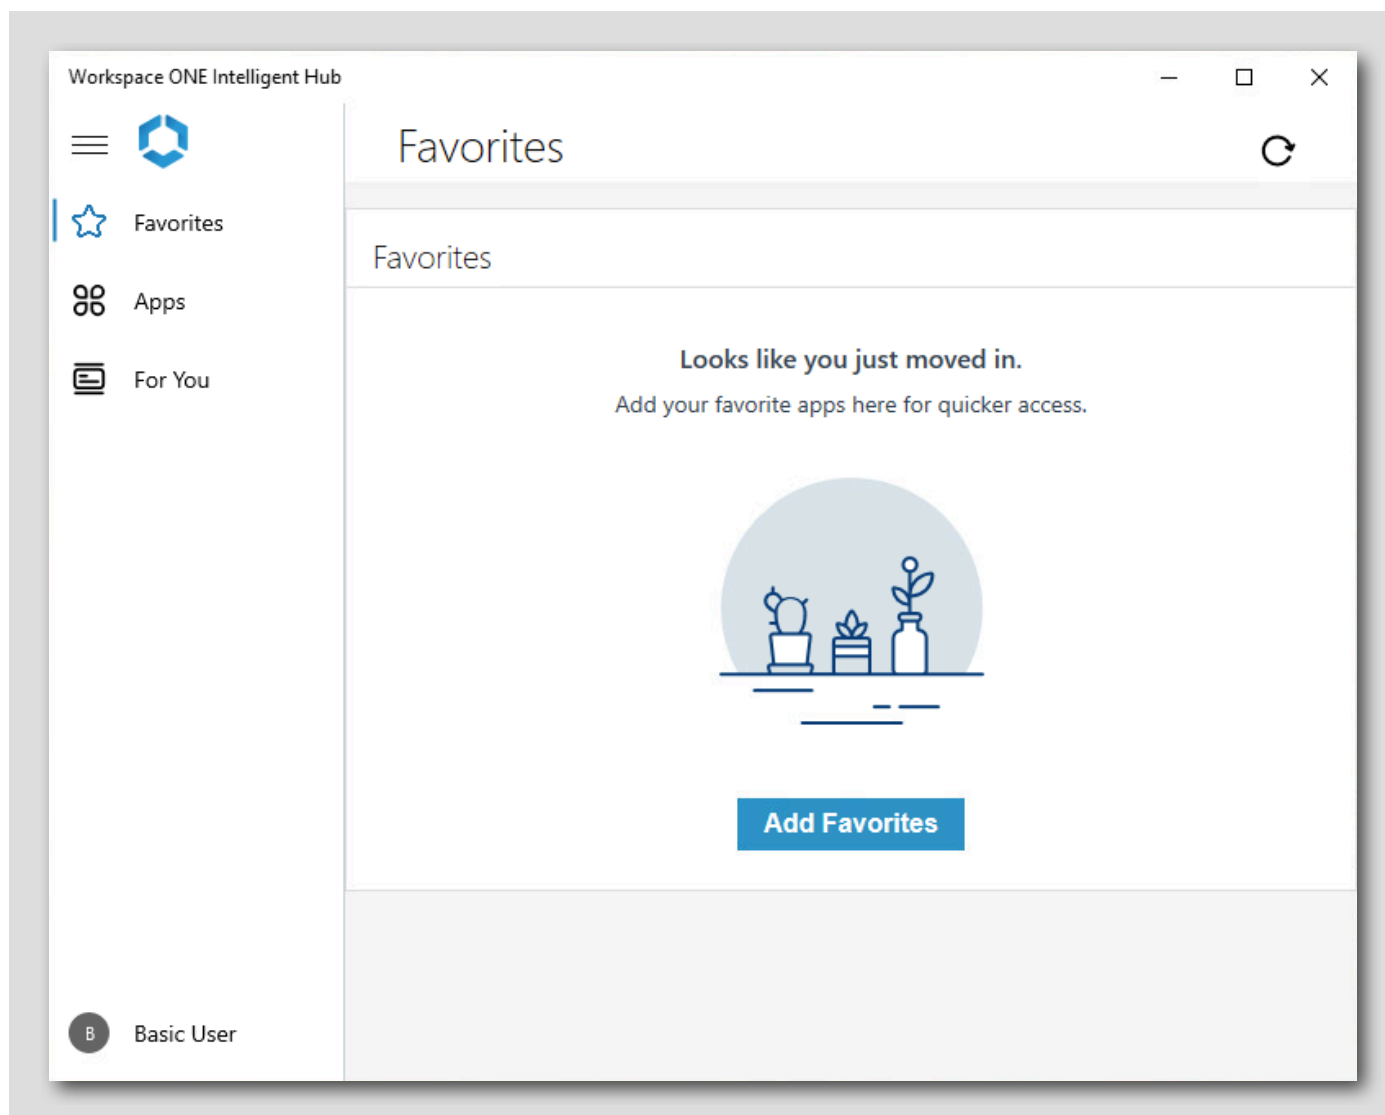 Workspace ONE Intelligent Hub
Favorites
Favorites
Apps
For You
Favorites
Looks like you just moved in.
Add your favorite apps here for quicker access.
Add Favorites
B
Basic User